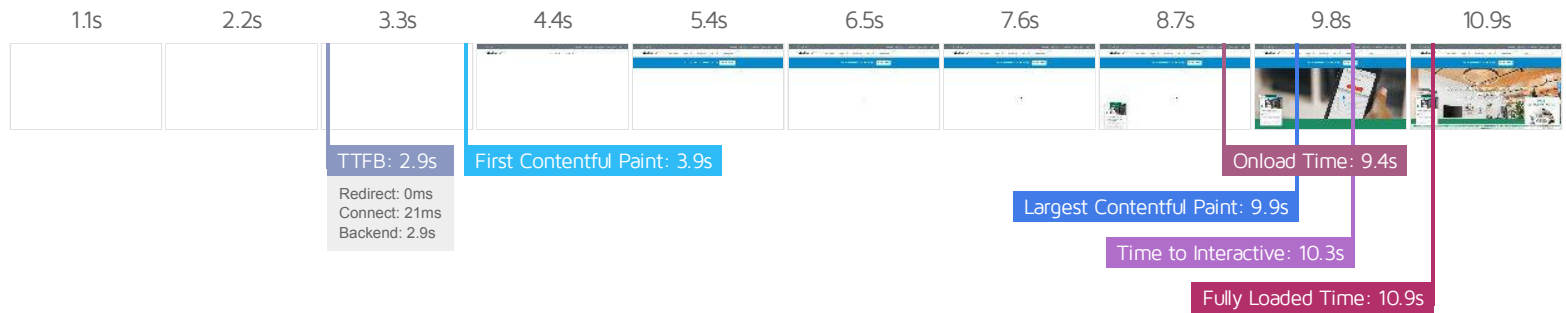 1.1s
2.2s
3.3s
4.4s
5.4s
6.5s
7.6s
8.7s
9.8s
10.9s
TTFB: 2.9s
Redirect: 0ms
Connect: 21ms
Backend: 2.9s
First Contentful Paint: 3.9s
Onload Time: 9.4s
Largest Contentful Paint: 9.9s
Time to Interactive: 10.3s
Fully Loaded Time: 10.9s